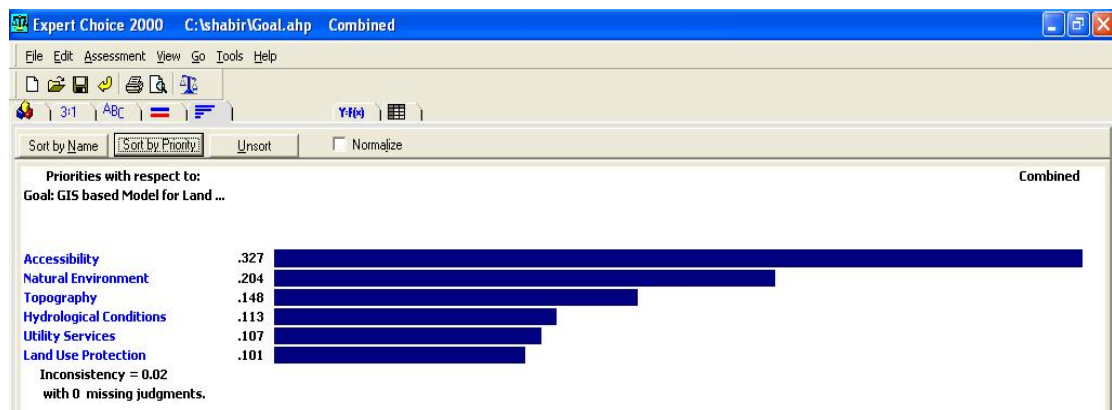 Expert Choice 2000 C:\shabir\Goal.ahp Combined
File Edit Assessment View Go Tools Help
3:1 ABC Y=f(x)
Sort by Name Sort by Priority Unsort Normalize
Priorities with respect to: Combined
Goal: GIS based Model for Land ...
Accessibility .327
Natural Environment .204
Topography .148
Hydrological Conditions .113
Utility Services .107
Land Use Protection .101
Inconsistency = 0.02
with 0 missing judgments.